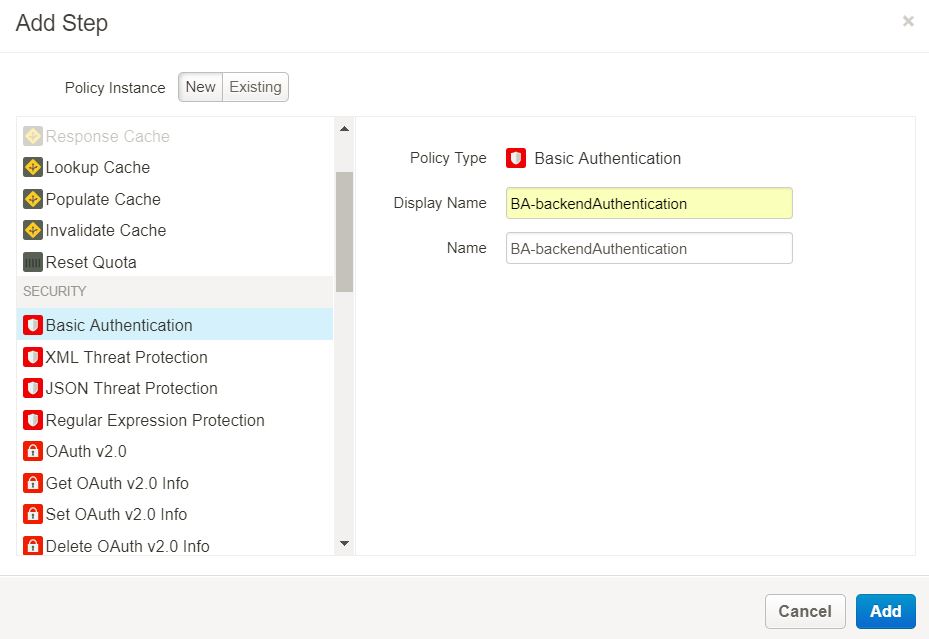 Add Step
×
Policy Instance New Existing
Response Cache
Lookup Cache
Populate Cache
Invalidate Cache
Reset Quota
SECURITY
Basic Authentication
XML Threat Protection
JSON Threat Protection
Regular Expression Protection
OAuth v2.0
Get OAuth v2.0 Info
Set OAuth v2.0 Info
Delete OAuth v2.0 Info
Policy Type Basic Authentication
Display Name BA-backendAuthentication
Name BA-backendAuthentication
Cancel Add